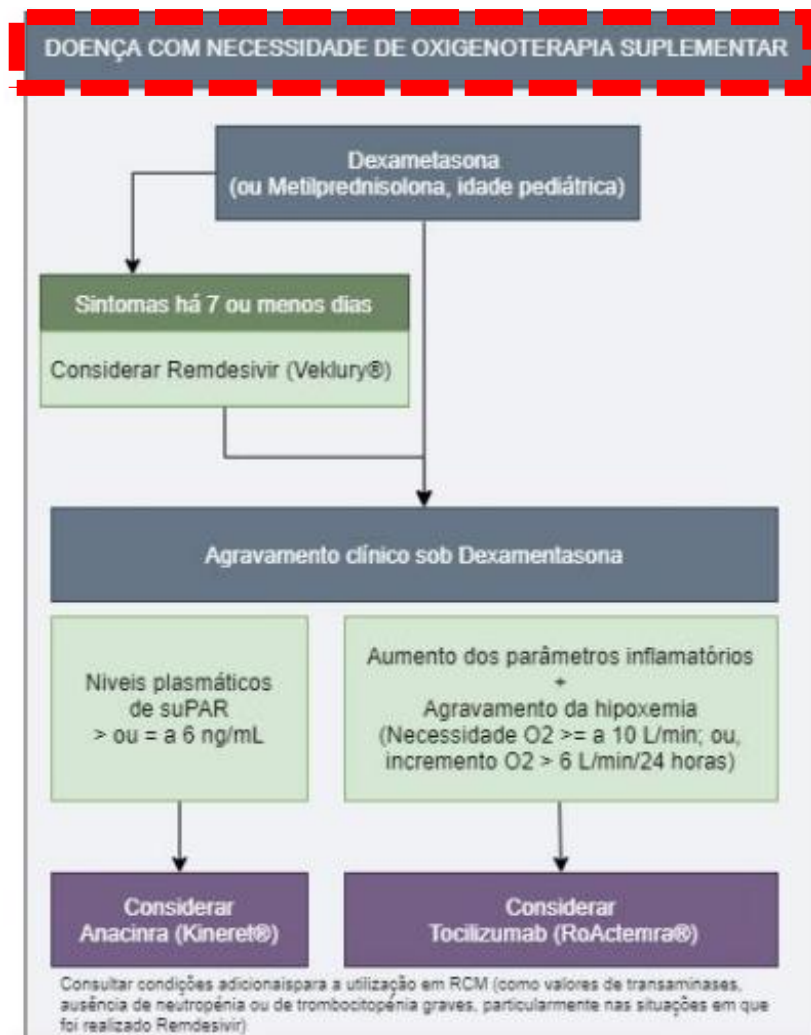 DOENÇA COM NECESSIDADE DE OXIGENOTERAPIA SUPLEMENTAR
Dexametasona
(ou Metilprednisolona, idade pediátrica)
Sintomas há 7 ou menos dias
Considerar Remdesivir (Veklury®)
Agravamento clínico sob Dexamentasona
Niveis plasmáticos
de suPAR
> ou = a 6 ng/mL
Aumento dos parâmetros inflamatórios
+
Agravamento da hipoxemia
(Necessidade O2 >= a 10 L/min; ou,
incremento O2 > 6 L/min/24 horas)
Considerar
Anacinra (Kineret®)
Considerar
Tocilizumab (RoActemra®)
Consultar condições adicionaispara a utilização em RCM (como valores de transaminases,
ausência de neutropénia ou de trombocitopénia graves, particularmente nas situações em que
foi realizado Remdesivir)